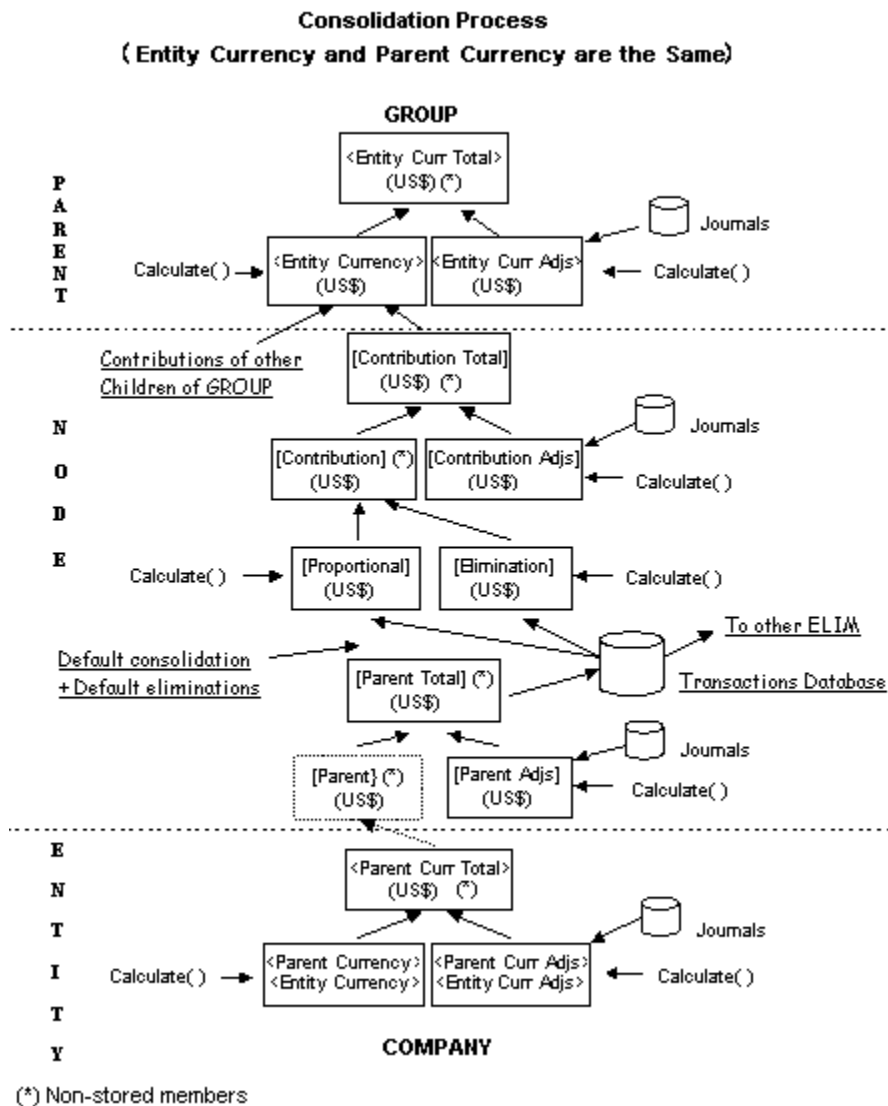 Consolidation Process
( Entity Currency and Parent Currency are the Same)
GROUP
<Entity Curr Total>
(US$) (*)
PARENT
Journals
Calculate( )
<Entity Currency>
(US$)
<Entity Curr Adjs>
(US$)
Calculate( )
Contributions of other
Children of GROUP
[Contribution Total]
(US$) (*)
NODE
Journals
[Contribution] (*)
(US$)
[Contribution Adjs]
(US$)
Calculate( )
Calculate( )
[Proportional]
(US$)
[Elimination]
(US$)
Calculate( )
To other ELIM
Default consolidation
+ Default eliminations
[Parent Total] (*)
(US$)
Transactions Database
Journals
[Parent} (*)
(US$)
[Parent Adjs]
(US$)
Calculate( )
ENTITY
<Parent Curr Total>
(US$) (*)
Journals
Calculate( )
<Parent Currency>
<Entity Currency>
<Parent Curr Adjs>
<Entity Curr Adjs>
Calculate( )
COMPANY
(*) Non-stored members